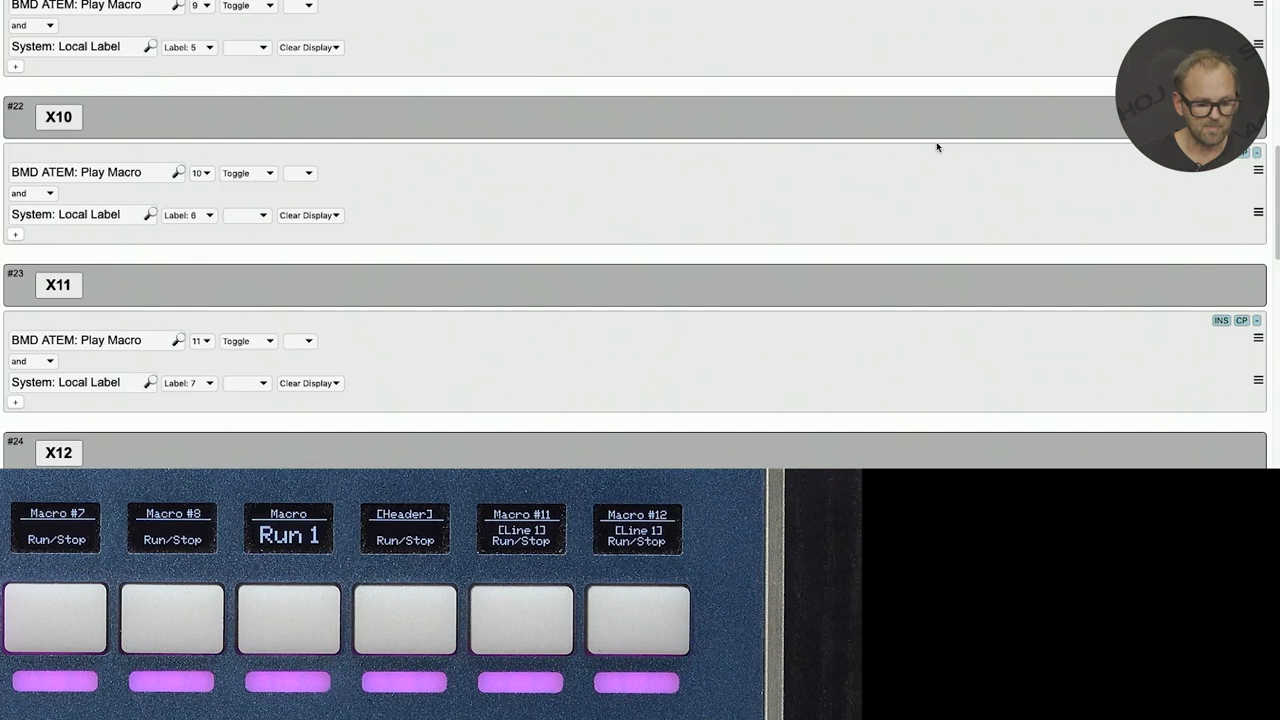 BMD ATEM: Play Macro 9 Toggle
and
System: Local Label Label: 5 Clear Display
+
#22 X10
BMD ATEM: Play Macro 10 Toggle
and
System: Local Label Label: 6 Clear Display
+
#23 X11
INS CP -
BMD ATEM: Play Macro 11 Toggle
and
System: Local Label Label: 7 Clear Display
+
#24 X12
Macro #7
Run/Stop
Macro #8
Run/Stop
Macro
Run 1
[Header]
Run/Stop
Macro #11
[Line 1]
Run/Stop
Macro #12
[Line 1]
Run/Stop